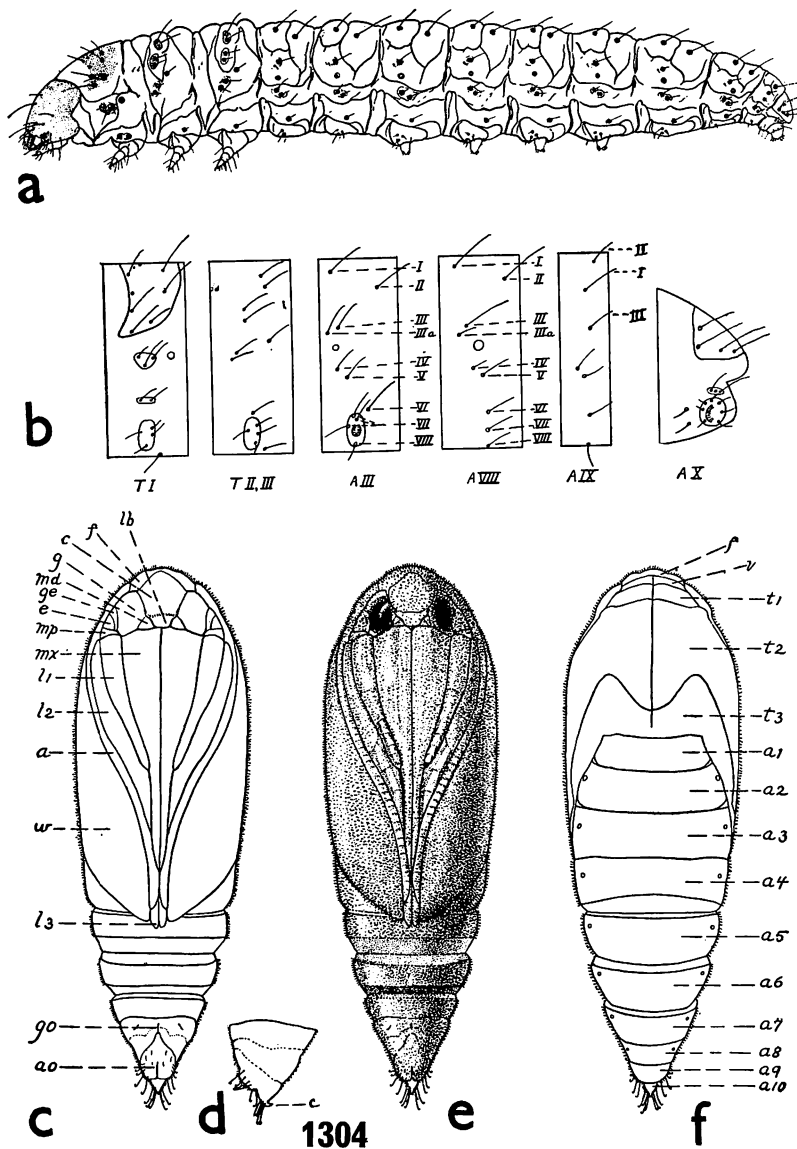 a
b
I
II
III
IIIa
IV
V
VI
VII
VIII
I
II
III
IIIa
IV
V
VI
VII
VIII
II
I
III
T I
T II, III
A III
A VIII
A IX
A X
lb
f
c
g
md
ge
e
mp
mx
l1
l2
a
w
l3
go
ao
c
c
d
e
f
v
t1
t2
t3
a1
a2
a3
a4
a5
a6
a7
a8
a9
a10
f
1304